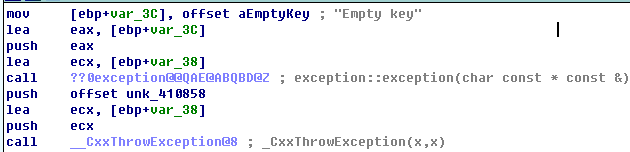 mov [ebp+var_3C], offset aEmptyKey ; "Empty key"
lea eax, [ebp+var_3C]
push eax
lea ecx, [ebp+var_38]
call ??0exception@@QAE@ABQBD@Z ; exception::exception(char const * const &)
push offset unk_410858
lea ecx, [ebp+var_38]
push ecx
call __CxxThrowException@8 ; _CxxThrowException(x,x)